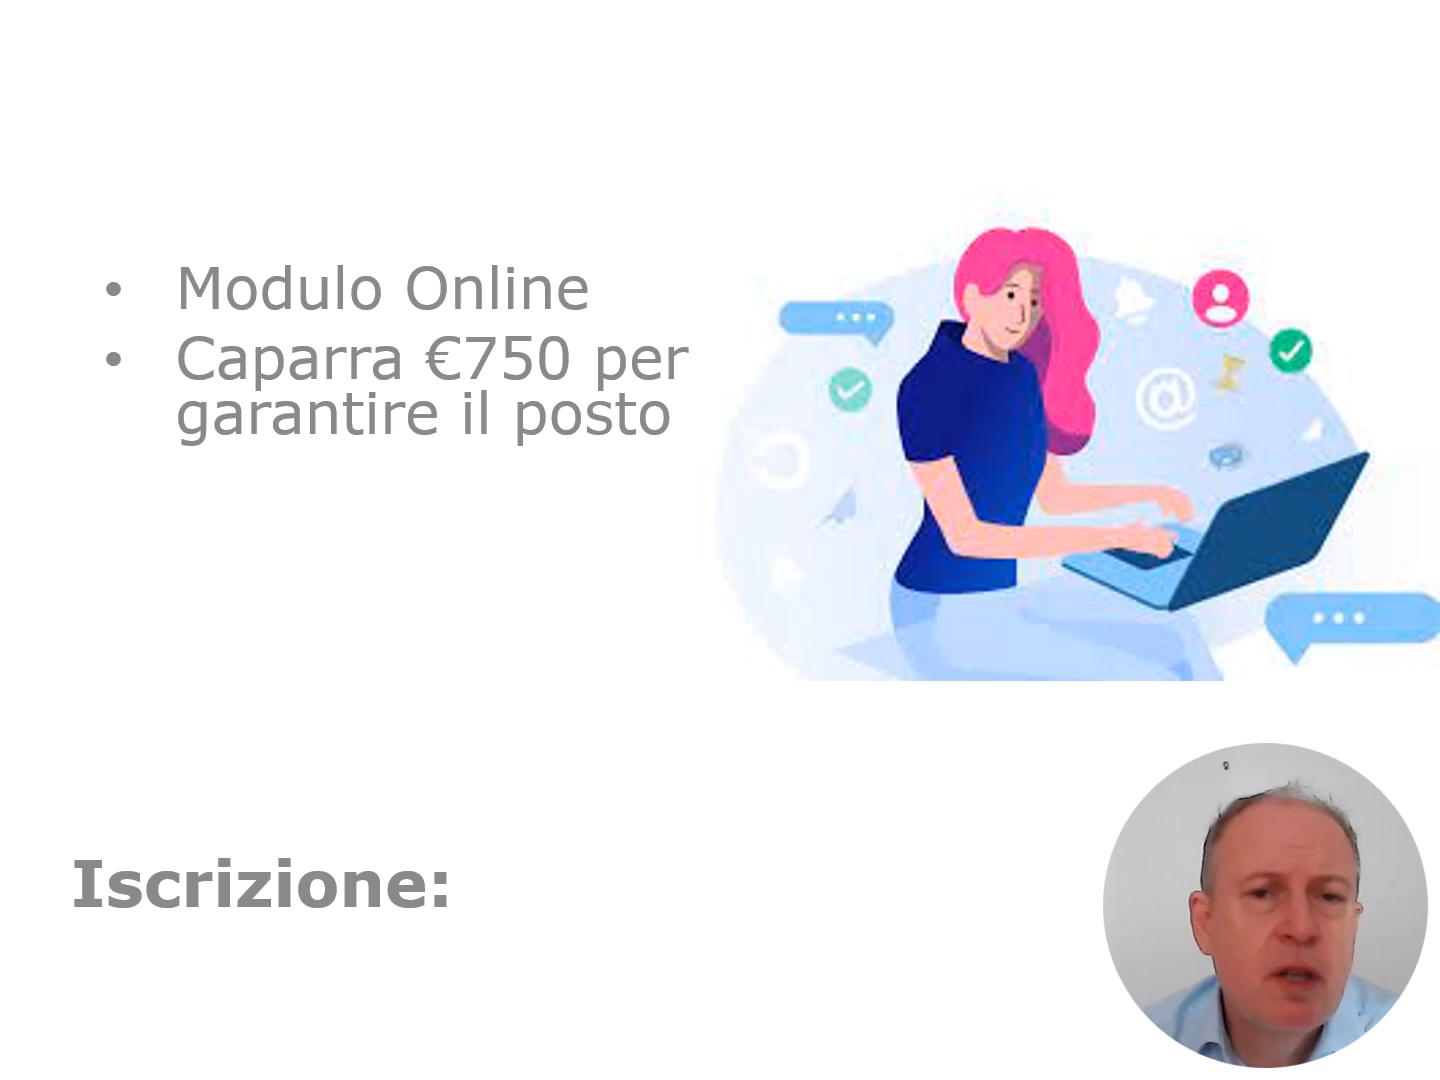 • Modulo Online
• Caparra €750 per
garantire il posto
@
Iscrizione: